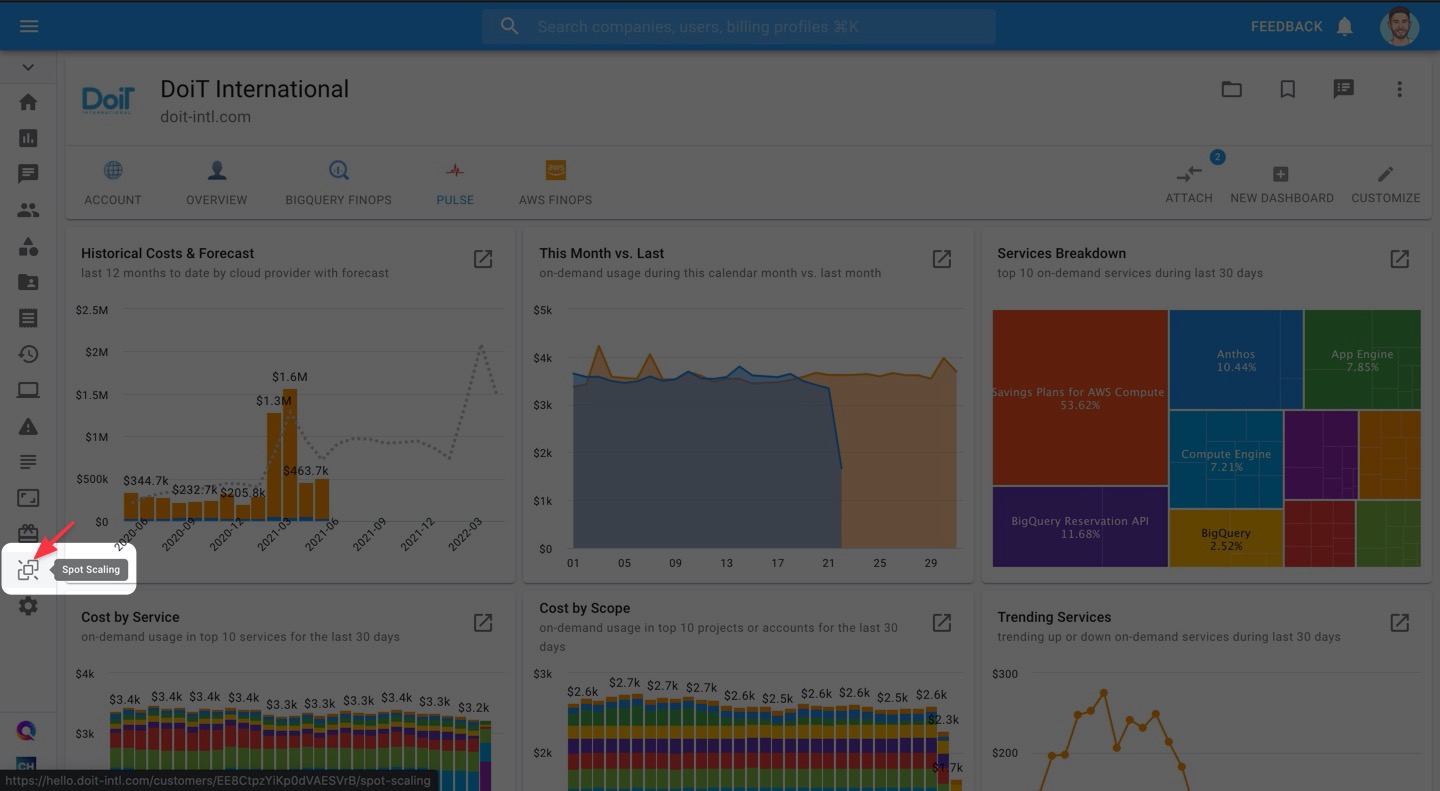 Search companies, users, billing profiles ⌘K
FEEDBACK
DoiT
INTERNATIONAL
DoiT International
doit-intl.com
ACCOUNT
OVERVIEW
BIGQUERY FINOPS
PULSE
AWS FINOPS
aws
2
ATTACH
NEW DASHBOARD
CUSTOMIZE
Historical Costs & Forecast
last 12 months to date by cloud provider with forecast
$2.5M
$2M
$1.5M
$1M
$500k
$0
$1.6M
$1.3M
$463.7k
$344.7k
$232.7k
$205.8k
2020-06
2020-09
2020-12
2021-03
2021-06
2021-09
2021-12
2022-03
This Month vs. Last
on-demand usage during this calendar month vs. last month
$5k
$4k
$3k
$2k
$1k
$0
01
05
09
13
17
21
25
29
Services Breakdown
top 10 on-demand services during last 30 days
Savings Plans for AWS Compute
53.62%
Anthos
10.44%
App Engine
7.85%
Compute Engine
7.21%
BigQuery Reservation API
11.68%
BigQuery
2.52%
Spot Scaling
Cost by Service
on-demand usage in top 10 services for the last 30 days
$4k
$3k
$3.4k
$3.4k
$3.4k
$3.4k
$3.3k
$3.3k
$3.3k
$3.4k
$3.3k
$3.2k
Cost by Scope
on-demand usage in top 10 projects or accounts for the last 30
days
$3k
$2k
$2.6k
$2.7k
$2.7k
$2.7k
$2.6k
$2.5k
$2.6k
$2.6k
$2.5k
$2.6k
$2.3k
$1.7k
Trending Services
trending up or down on-demand services during last 30 days
$300
$200
CH
https://hello.doit-intl.com/customers/EE8CtpzYiKp0dVAESVrB/spot-scaling